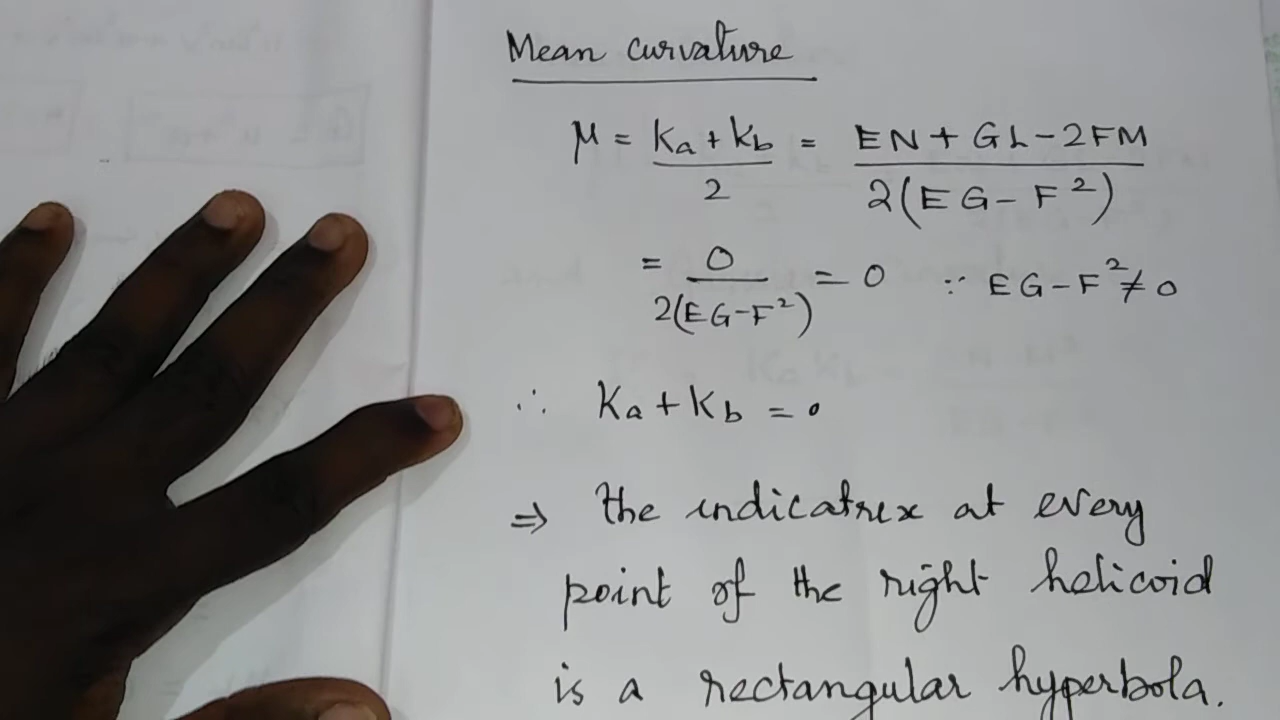 Mean curvature
μ = (Ka + Kb)/2 = (EN + GL - 2FM)/(2(EG - F²))
= 0/(2(EG-F²)) = 0 ∵ EG - F² ≠ 0
∴ Ka + Kb = 0
⇒ the indicatrix at every
point of the right helicoid
is a rectangular hyperbola.